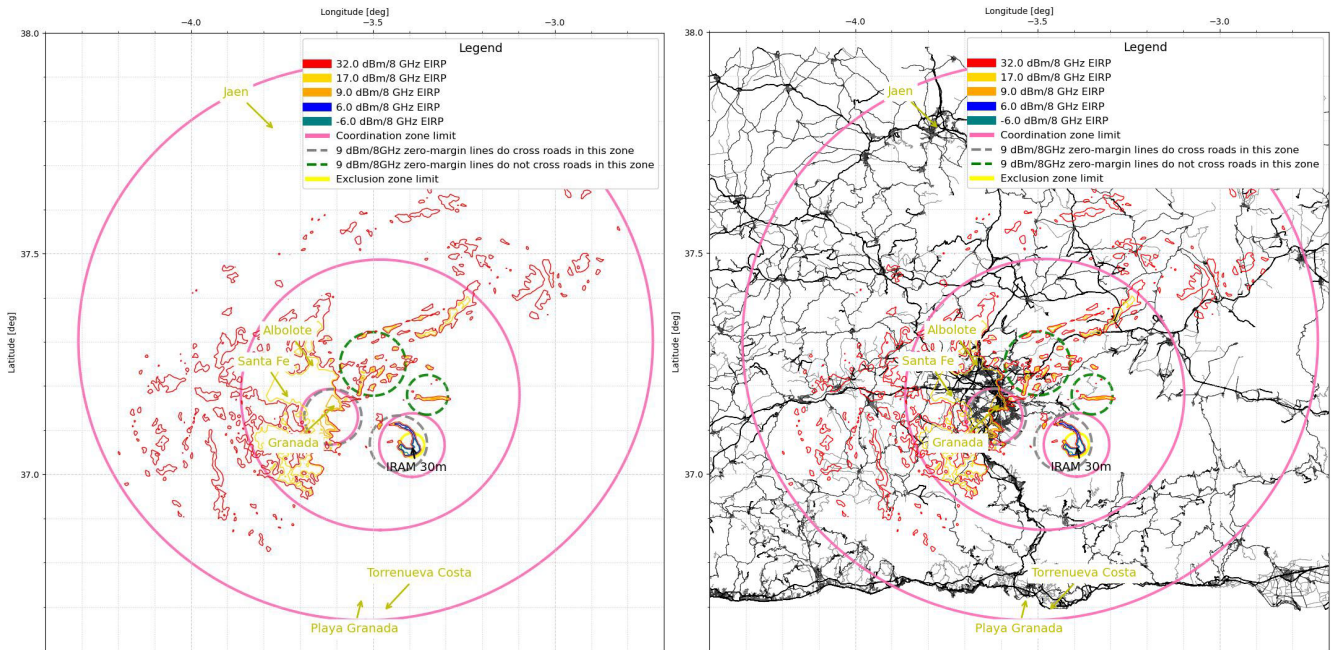 Longitude [deg]
−4.0 −3.5 −3.0
38.0
37.5
37.0
Latitude [deg]
Legend
32.0 dBm/8 GHz EIRP
17.0 dBm/8 GHz EIRP
9.0 dBm/8 GHz EIRP
6.0 dBm/8 GHz EIRP
-6.0 dBm/8 GHz EIRP
Coordination zone limit
9 dBm/8GHz zero-margin lines do cross roads in this zone
9 dBm/8GHz zero-margin lines do not cross roads in this zone
Exclusion zone limit
Jaen
Albolote
Santa Fe
Granada
IRAM 30m
Torrenueva Costa
Playa Granada
Longitude [deg]
−4.0 −3.5 −3.0
38.0
37.5
37.0
Latitude [deg]
Legend
32.0 dBm/8 GHz EIRP
17.0 dBm/8 GHz EIRP
9.0 dBm/8 GHz EIRP
6.0 dBm/8 GHz EIRP
-6.0 dBm/8 GHz EIRP
Coordination zone limit
9 dBm/8GHz zero-margin lines do cross roads in this zone
9 dBm/8GHz zero-margin lines do not cross roads in this zone
Exclusion zone limit
Jaen
Albolote
Santa Fe
Granada
IRAM 30m
Torrenueva Costa
Playa Granada